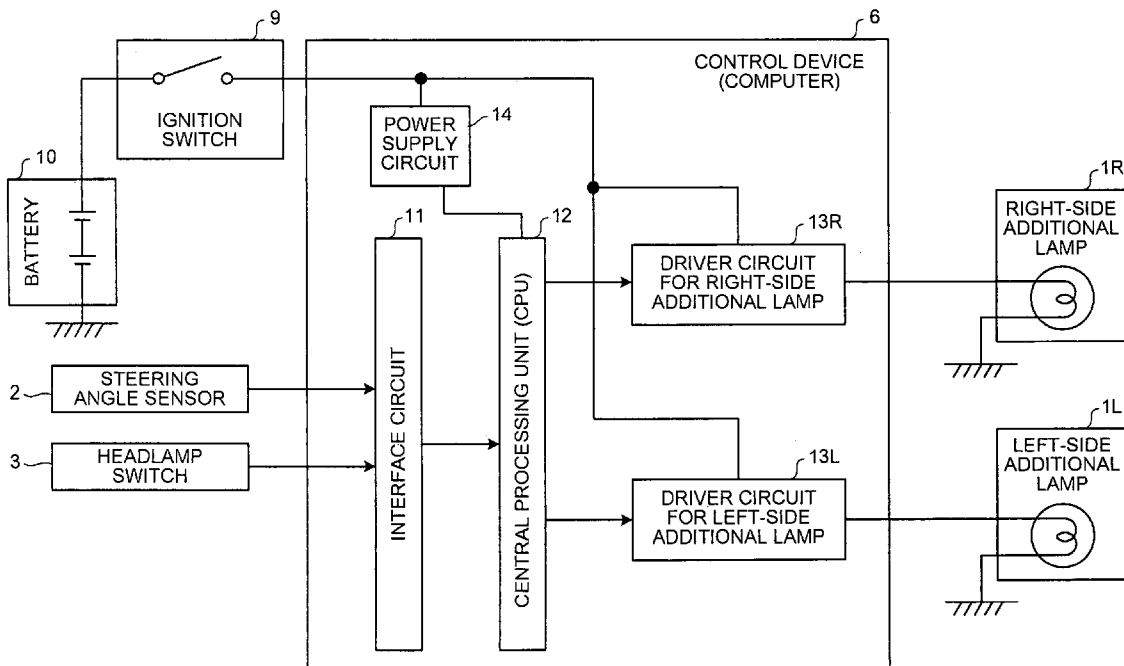 9
6
IGNITION
SWITCH
CONTROL DEVICE
(COMPUTER)
POWER
SUPPLY
CIRCUIT
14
10
BATTERY
11
12
13R
1R
RIGHT-SIDE
ADDITIONAL
LAMP
DRIVER CIRCUIT
FOR RIGHT-SIDE
ADDITIONAL LAMP
INTERFACE CIRCUIT
CENTRAL PROCESSING UNIT (CPU)
2
STEERING
ANGLE SENSOR
3
HEADLAMP
SWITCH
13L
1L
LEFT-SIDE
ADDITIONAL
LAMP
DRIVER CIRCUIT
FOR LEFT-SIDE
ADDITIONAL LAMP